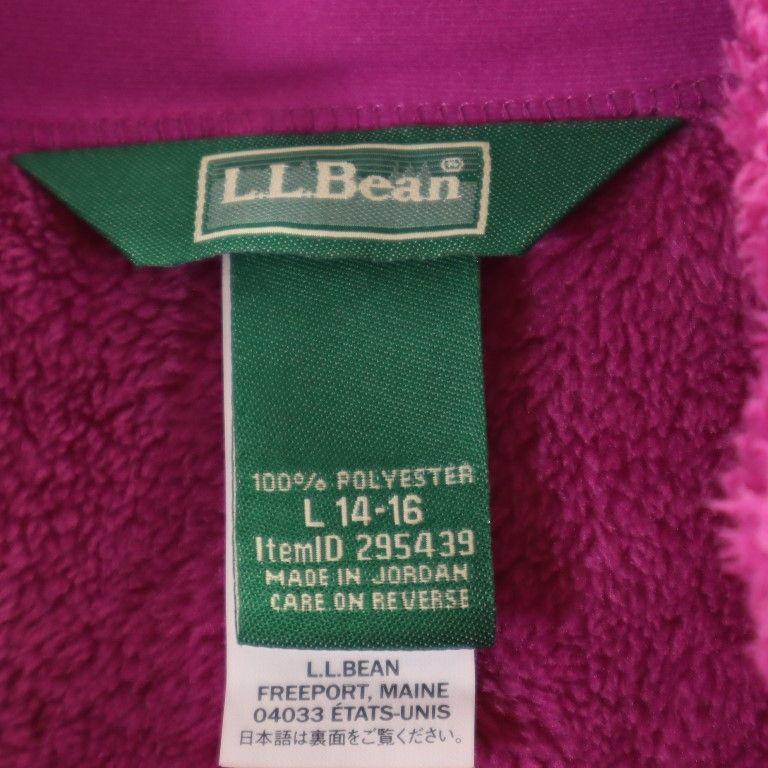 L.L.Bean®
100% POLYESTER
L 14-16
ItemID 295439
MADE IN JORDAN
CARE ON REVERSE
L.L.BEAN
FREEPORT, MAINE
04033 ÉTATS-UNIS
日本語は裏面をご覧ください。